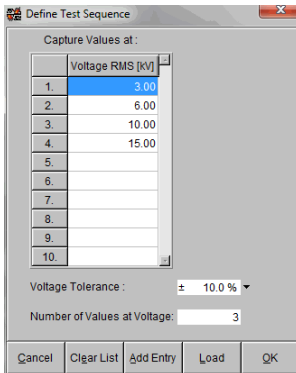 Define Test Sequence
Capture Values at :
Voltage RMS [kV]
1. 3.00
2. 6.00
3. 10.00
4. 15.00
5.
6.
7.
8.
9.
10.
Voltage Tolerance : ± 10.0 %
Number of Values at Voltage: 3
Cancel Clear List Add Entry Load OK